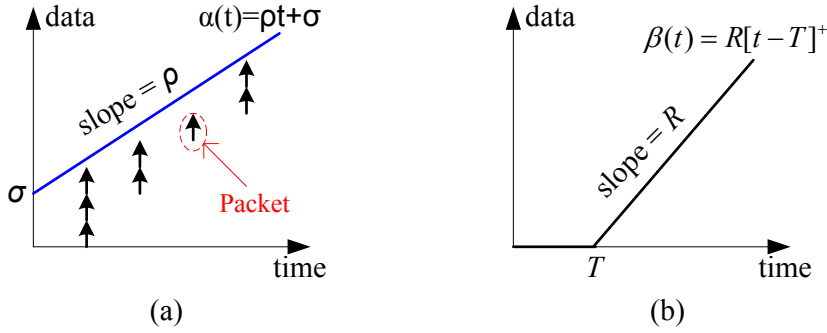 data
α(t)=ρt+σ
slope = ρ
σ
Packet
time
(a)
data
β(t) = R[t−T]⁺
slope = R
T
time
(b)